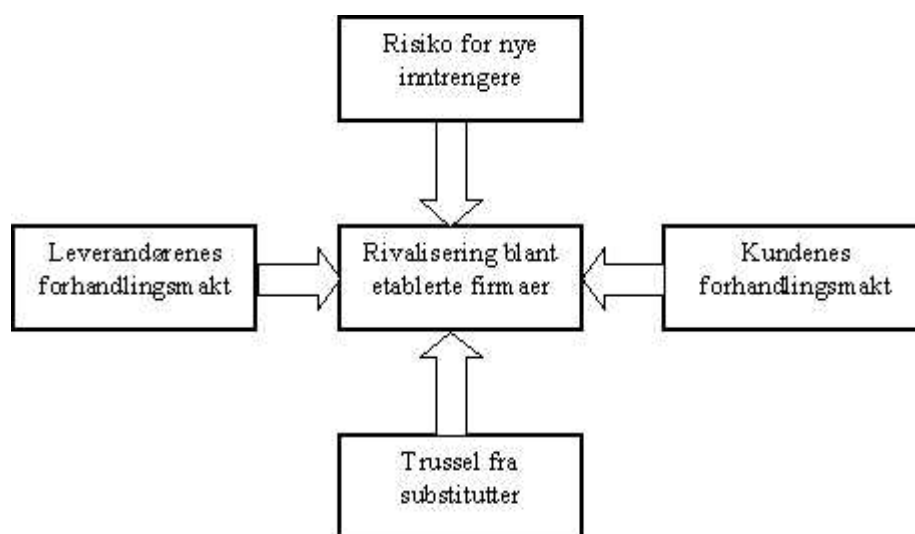 Risiko for nye
inntrengere
Leverandørenes
forhandlingsmakt
Rivalisering blant
etablerte firmaer
Kundenes
forhandlingsmakt
Trussel fra
substitutter